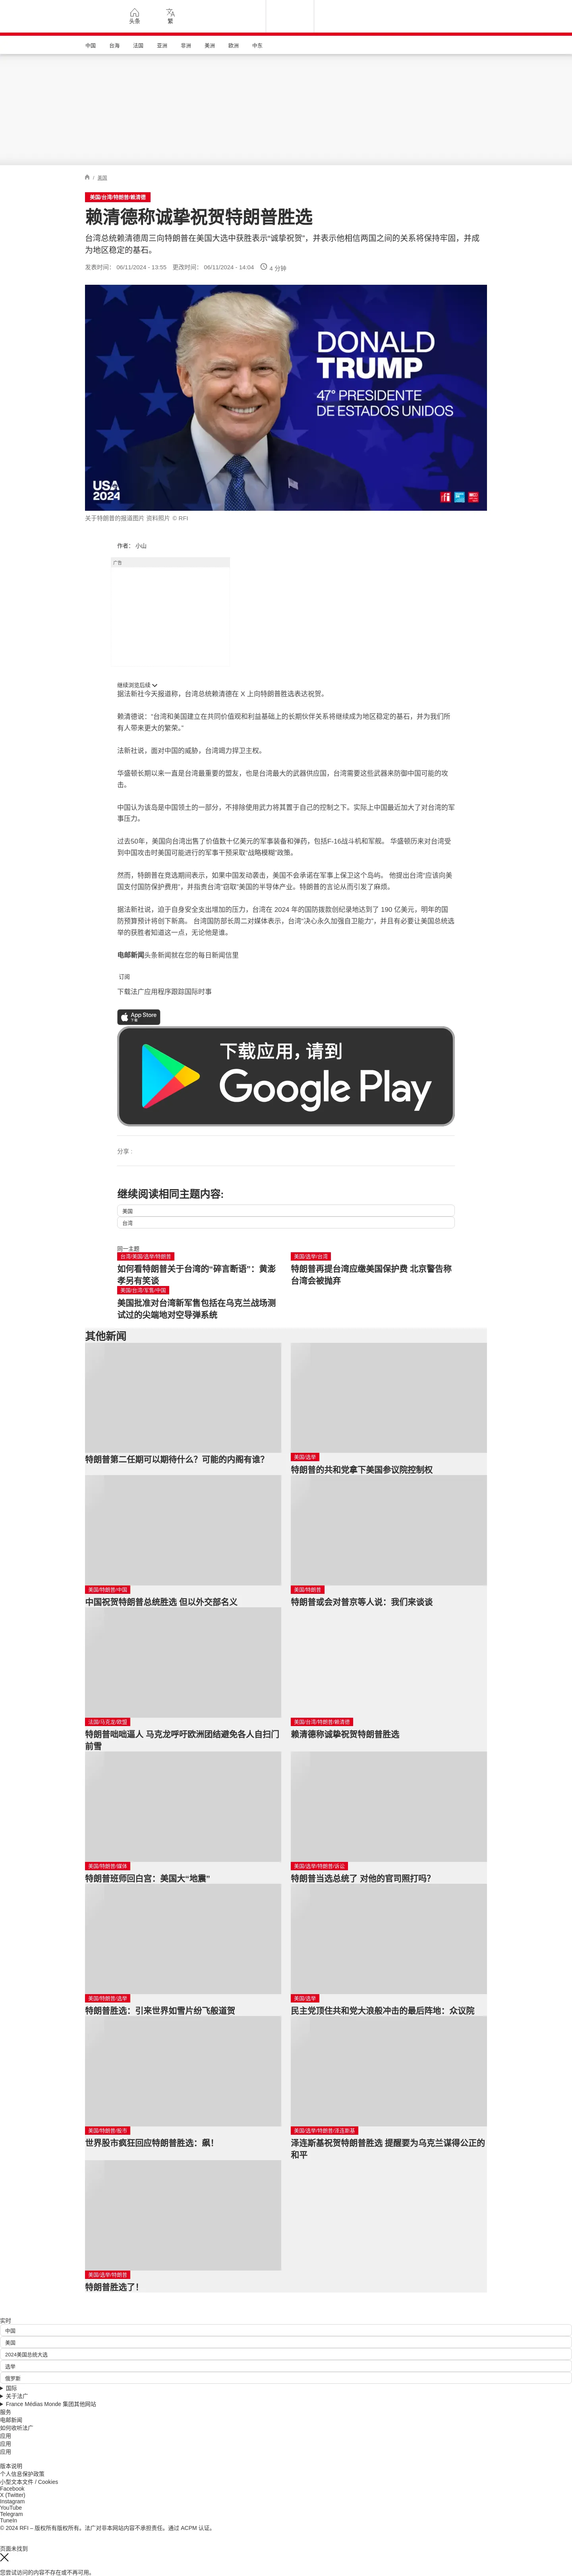 头条
繁
中国
台海
法国
亚洲
非洲
美洲
欧洲
中东
/ 美国
美国/台湾/特朗普/赖清德
赖清德称诚挚祝贺特朗普胜选
台湾总统赖清德周三向特朗普在美国大选中获胜表示“诚挚祝贺”，并表示他相信两国之间的关系将保持牢固，并成
为地区稳定的基石。
发表时间： 06/11/2024 - 13:55 更改时间： 06/11/2024 - 14:04 4 分钟
DONALD
TRUMP
47º PRESIDENTE
DE ESTADOS UNIDOS
USA
2024
关于特朗普的报道图片 资料照片 © RFI
作者： 小山
广告
继续浏览后续
据法新社今天报道称，台湾总统赖清德在 X 上向特朗普胜选表达祝贺。
赖清德说：“台湾和美国建立在共同价值观和利益基础上的长期伙伴关系将继续成为地区稳定的基石，并为我们所
有人带来更大的繁荣。”
法新社说，面对中国的威胁，台湾竭力捍卫主权。
华盛顿长期以来一直是台湾最重要的盟友，也是台湾最大的武器供应国，台湾需要这些武器来防御中国可能的攻
击。
中国认为该岛是中国领土的一部分，不排除使用武力将其置于自己的控制之下。实际上中国最近加大了对台湾的军
事压力。
过去50年，美国向台湾出售了价值数十亿美元的军事装备和弹药，包括F-16战斗机和军舰。 华盛顿历来对台湾受
到中国攻击时美国可能进行的军事干预采取“战略模糊”政策。
然而，特朗普在竞选期间表示，如果中国发动袭击，美国不会承诺在军事上保卫这个岛屿。 他提出台湾“应该向美
国支付国防保护费用”，并指责台湾“窃取”美国的半导体产业。特朗普的言论从而引发了麻烦。
据法新社说，迫于自身安全支出增加的压力，台湾在 2024 年的国防拨款创纪录地达到了 190 亿美元，明年的国
防预算预计将创下新高。 台湾国防部长周二对媒体表示，台湾“决心永久加强自卫能力”，并且有必要让美国总统选
举的获胜者知道这一点，无论他是谁。
电邮新闻头条新闻就在您的每日新闻信里
订阅
下载法广应用程序跟踪国际时事
App Store
下载
下载应用，请到
Google Play
分享 :
继续阅读相同主题内容:
美国
台湾
同一主题
台湾/美国/选举/特朗普
如何看特朗普关于台湾的“碎言断语”： 黄澎
孝另有笑谈
美国/选举/台湾
特朗普再提台湾应缴美国保护费 北京警告称
台湾会被抛弃
美国/台湾/军售/中国
美国批准对台湾新军售包括在乌克兰战场测
试过的尖端地对空导弹系统
其他新闻
特朗普第二任期可以期待什么？可能的内阁有谁？
美国/选举
特朗普的共和党拿下美国参议院控制权
美国/特朗普/中国
中国祝贺特朗普总统胜选 但以外交部名义
美国/特朗普
特朗普或会对普京等人说：我们来谈谈
法国/马克龙/欧盟
特朗普咄咄逼人 马克龙呼吁欧洲团结避免各人自扫门
前雪
美国/台湾/特朗普/赖清德
赖清德称诚挚祝贺特朗普胜选
美国/特朗普/媒体
特朗普班师回白宫：美国大“地震”
美国/选举/特朗普/诉讼
特朗普当选总统了 对他的官司照打吗？
美国/特朗普/选举
特朗普胜选：引来世界如雪片纷飞般道贺
美国/选举
民主党顶住共和党大浪般冲击的最后阵地：众议院
美国/特朗普/股市
世界股市疯狂回应特朗普胜选：飙！
美国/选举/特朗普/泽连斯基
泽连斯基祝贺特朗普胜选 提醒要为乌克兰谋得公正的
和平
美国/选举/特朗普
特朗普胜选了！
实时
中国
美国
2024美国总统大选
选举
俄罗斯
国际
关于法广
France Médias Monde 集团其他网站
服务
电邮新闻
如何收听法广
应用
应用
应用
版本说明
个人信息保护政策
小型文本文件 / Cookies
Facebook
X (Twitter)
Instagram
YouTube
Telegram
TuneIn
© 2024 RFI – 版权所有版权所有。法广对非本网站内容不承担责任。通过 ACPM 认证。
页面未找到
您尝试访问的内容不存在或不再可用。